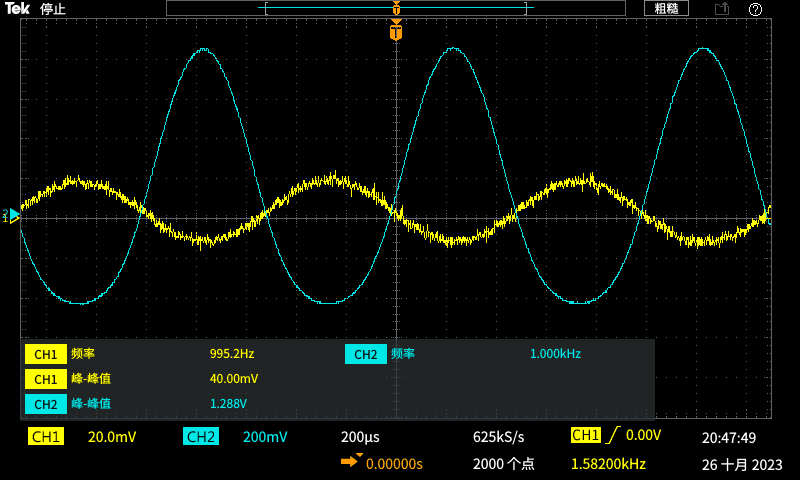 Tek 停止 粗糙 ?
T
T
2
1
CH1 频率 995.2Hz CH2 频率 1.000kHz
CH1 峰-峰值 40.00mV
CH2 峰-峰值 1.288V
CH1 20.0mV CH2 200mV 200µs 625kS/s CH1 0.00V 20:47:49
0.00000s 2000 个点 1.58200kHz 26 十月 2023